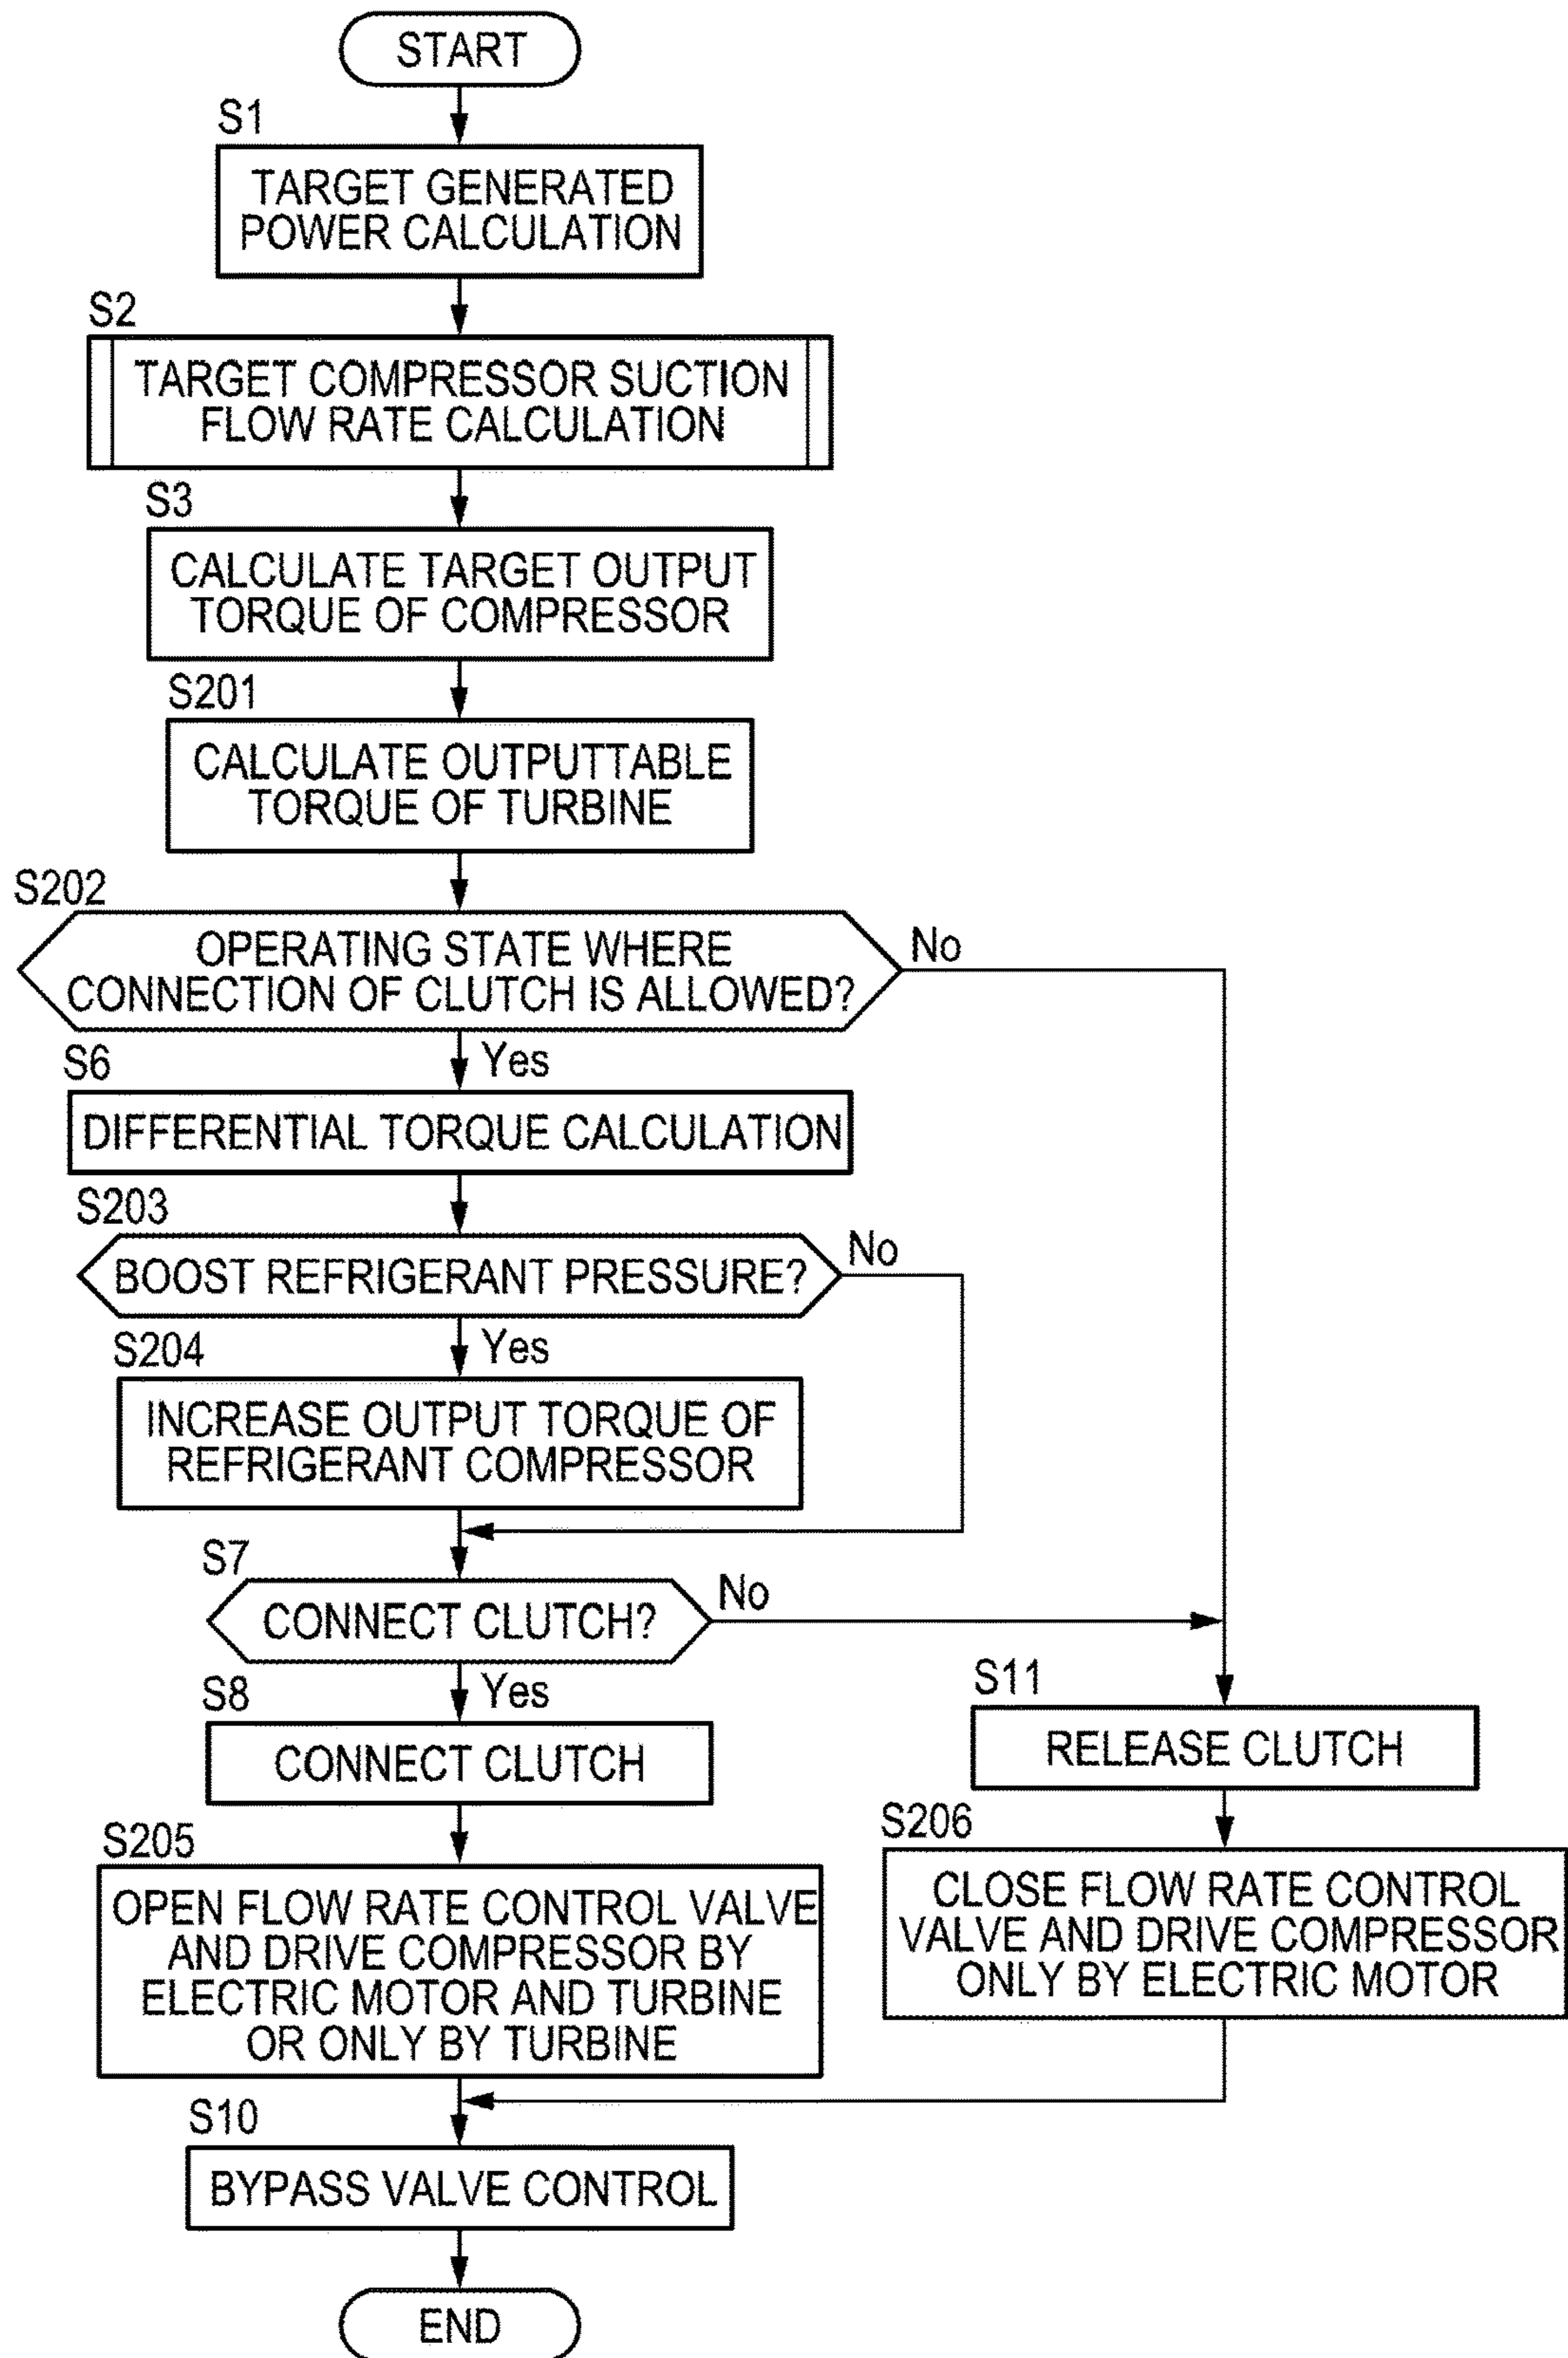 START
S1
TARGET GENERATED
POWER CALCULATION
S2
TARGET COMPRESSOR SUCTION
FLOW RATE CALCULATION
S3
CALCULATE TARGET OUTPUT
TORQUE OF COMPRESSOR
S201
CALCULATE OUTPUTTABLE
TORQUE OF TURBINE
S202
OPERATING STATE WHERE
CONNECTION OF CLUTCH IS ALLOWED?
No
Yes
S6
DIFFERENTIAL TORQUE CALCULATION
S203
BOOST REFRIGERANT PRESSURE?
No
Yes
S204
INCREASE OUTPUT TORQUE OF
REFRIGERANT COMPRESSOR
S7
CONNECT CLUTCH?
No
Yes
S8
CONNECT CLUTCH
S11
RELEASE CLUTCH
S205
OPEN FLOW RATE CONTROL VALVE
AND DRIVE COMPRESSOR BY
ELECTRIC MOTOR AND TURBINE
OR ONLY BY TURBINE
S206
CLOSE FLOW RATE CONTROL
VALVE AND DRIVE COMPRESSOR
ONLY BY ELECTRIC MOTOR
S10
BYPASS VALVE CONTROL
END